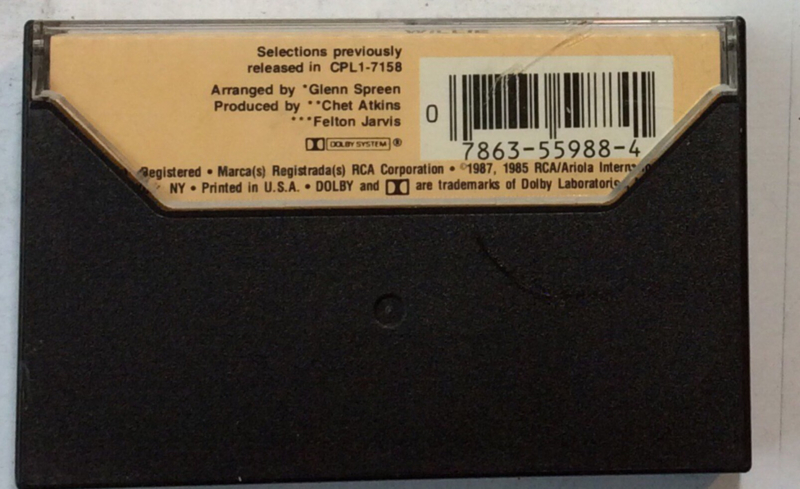 WILLIE
Selections previously
released in CPL1-7158
Arranged by *Glenn Spreen
Produced by **Chet Atkins
***Felton Jarvis
DOLBY SYSTEM ®
0 7863-55988-4
Registered • Marca(s) Registrada(s) RCA Corporation • ©1987, 1985 RCA/Ariola
NY • Printed in U.S.A. • DOLBY and are trademarks of Dolby